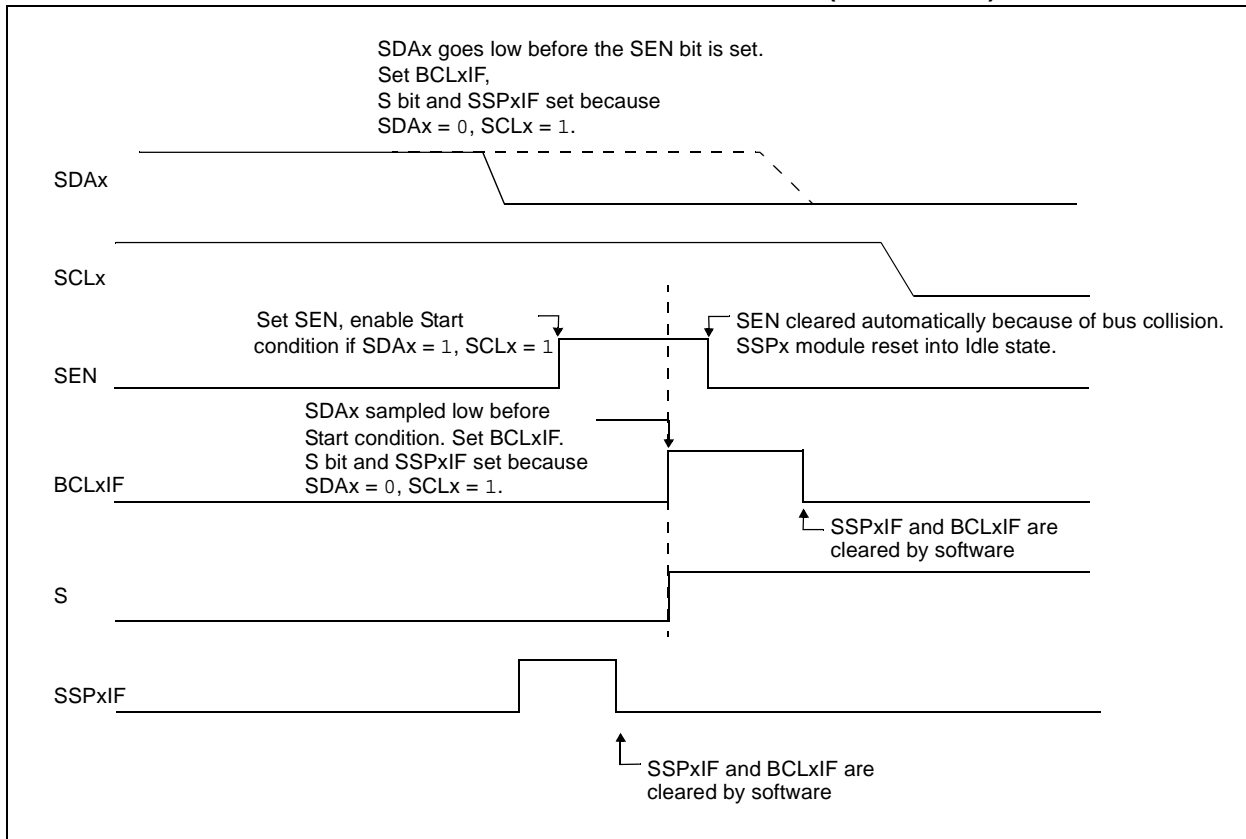 SDAx goes low before the SEN bit is set.
Set BCLxIF,
S bit and SSPxIF set because
SDAx = 0, SCLx = 1.
SDAx
SCLx
Set SEN, enable Start
condition if SDAx = 1, SCLx = 1
SEN cleared automatically because of bus collision.
SSPx module reset into Idle state.
SEN
SDAx sampled low before
Start condition. Set BCLxIF.
S bit and SSPxIF set because
SDAx = 0, SCLx = 1.
BCLxIF
SSPxIF and BCLxIF are
cleared by software
S
SSPxIF
SSPxIF and BCLxIF are
cleared by software